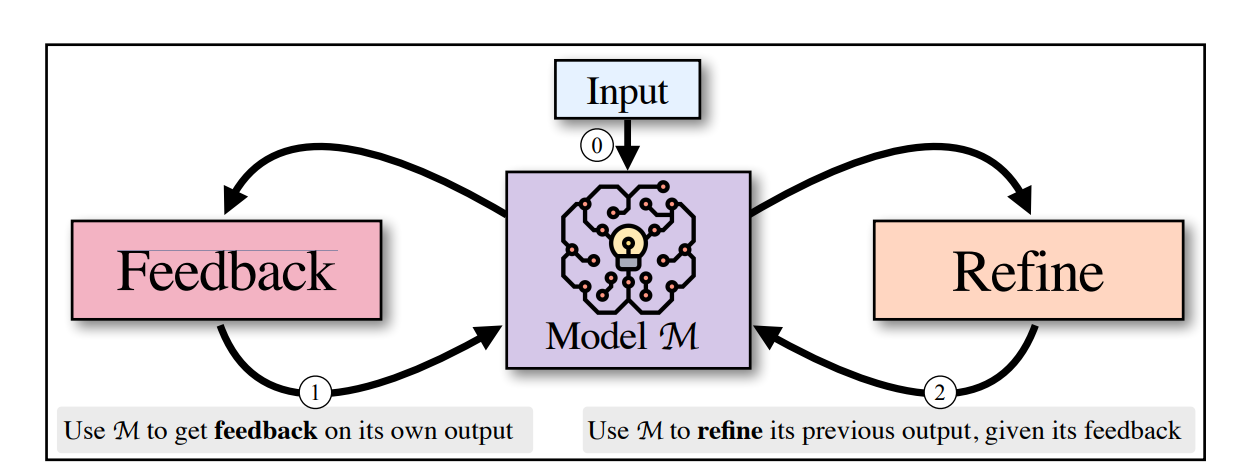 Input
0
Feedback
Refine
Model ℳ
1
2
Use ℳ to get feedback on its own output
Use ℳ to refine its previous output, given its feedback